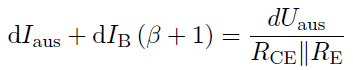 dI_aus + dI_B (β + 1) = dU_aus / (R_CE ∥ R_E)